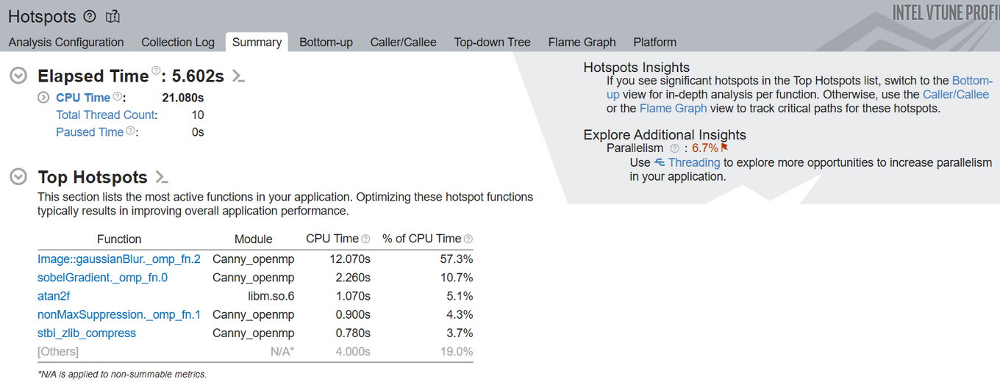 Hotspots
INTEL VTUNE PROFI
Analysis Configuration Collection Log Summary Bottom-up Caller/Callee Top-down Tree Flame Graph Platform
Elapsed Time ? : 5.602s
CPU Time ? : 21.080s
Total Thread Count: 10
Paused Time ? : 0s
Hotspots Insights
If you see significant hotspots in the Top Hotspots list, switch to the Bottom-
up view for in-depth analysis per function. Otherwise, use the Caller/Callee
or the Flame Graph view to track critical paths for these hotspots.
Explore Additional Insights
Parallelism ? : 6.7%
Use Threading to explore more opportunities to increase parallelism
in your application.
Top Hotspots
This section lists the most active functions in your application. Optimizing these hotspot functions
typically results in improving overall application performance.
Function Module CPU Time ? % of CPU Time ?
Image::gaussianBlur._omp_fn.2 Canny_openmp 12.070s 57.3%
sobelGradient._omp_fn.0 Canny_openmp 2.260s 10.7%
atan2f libm.so.6 1.070s 5.1%
nonMaxSuppression._omp_fn.1 Canny_openmp 0.900s 4.3%
stbi_zlib_compress Canny_openmp 0.780s 3.7%
[Others] N/A* 4.000s 19.0%
*N/A is applied to non-summable metrics.